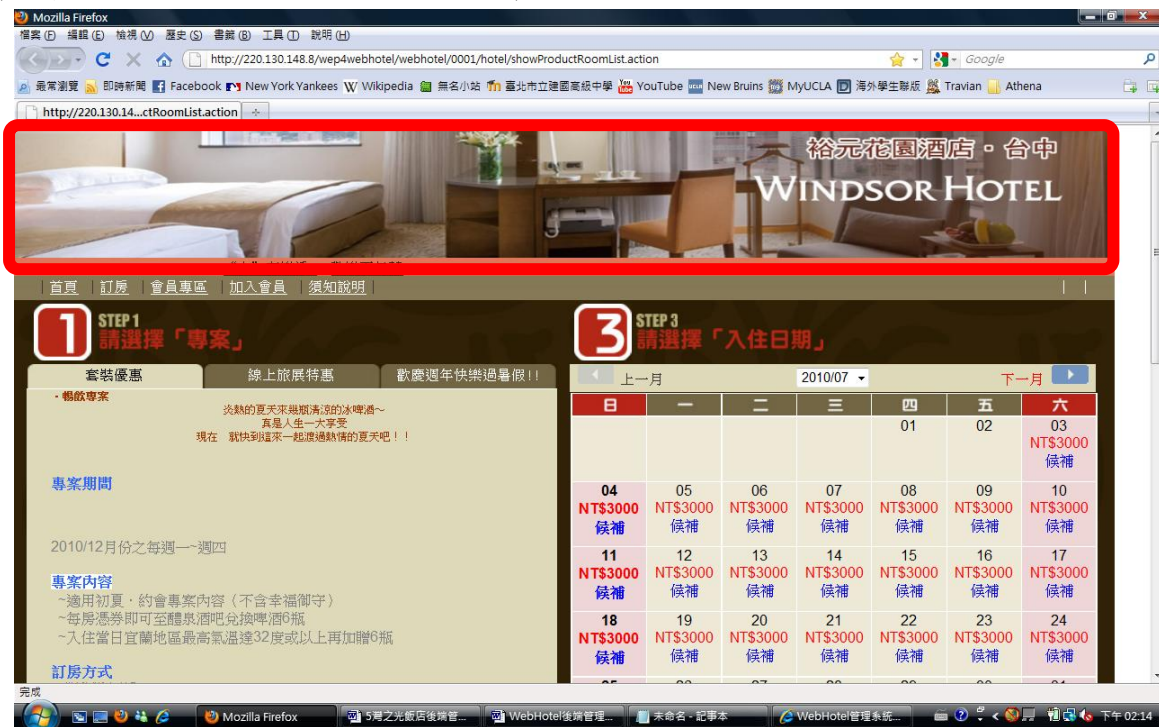 Mozilla Firefox
檔案(F) 編輯(E) 檢視(V) 歷史(S) 書籤(B) 工具(T) 說明(H)
http://220.130.148.8/wep4webhotel/webhotel/0001/hotel/showProductRoomList.action
Google
最常瀏覽 即時新聞 Facebook New York Yankees Wikipedia 無名小站 臺北市立建國高級中學 YouTube New Bruins MyUCLA 海外學生聯版 Travian Athena
http://220.130.14...ctRoomList.action
裕元花園酒店。台中
WINDSOR HOTEL
首頁 | 訂房 | 會員專區 | 加入會員 | 須知說明
1 STEP 1
請選擇「專案」
套裝優惠 線上旅展特惠 歡慶週年快樂過暑假!!
・暢飲專案
炎熱的夏天來幾瓶清涼的冰啤酒~
真是人生一大享受
現在 就快到這來一起渡過熱情的夏天吧!!
專案期間
2010/12月份之每週一~週四
專案內容
~適用初夏‧約會專案內容(不含幸福御守)
~每房憑券即可至醴泉酒吧兌換啤酒6瓶
~入住當日宜蘭地區最高氣溫達32度或以上再加贈6瓶
訂房方式
3 STEP 3
請選擇「入住日期」
上一月 2010/07 下一月
日 一 二 三 四 五 六
01 02 03
NT$3000
候補
04 05 06 07 08 09 10
NT$3000 NT$3000 NT$3000 NT$3000 NT$3000 NT$3000 NT$3000
候補 候補 候補 候補 候補 候補 候補
11 12 13 14 15 16 17
NT$3000 NT$3000 NT$3000 NT$3000 NT$3000 NT$3000 NT$3000
候補 候補 候補 候補 候補 候補 候補
18 19 20 21 22 23 24
NT$3000 NT$3000 NT$3000 NT$3000 NT$3000 NT$3000 NT$3000
候補 候補 候補 候補 候補 候補 候補
完成
Mozilla Firefox 5灣之光飯店後端管... WebHotel後端管理... 未命名 - 記事本 WebHotel管理系統... 下午 02:14